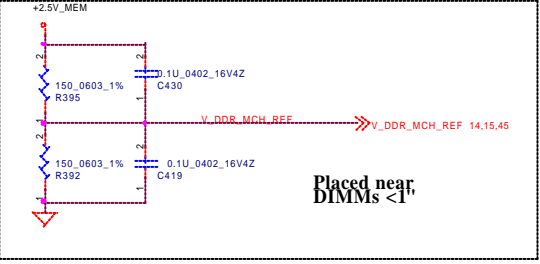 +2.5V_MEM
2
2
150_0603_1%
R395
0.1U_0402_16V4Z
C430
1
1
V_DDR_MCH_REF
V_DDR_MCH_REF 14,15,45
2
2
150_0603_1%
R392
0.1U_0402_16V4Z
C419
1
1
Placed near
DIMMs <1"